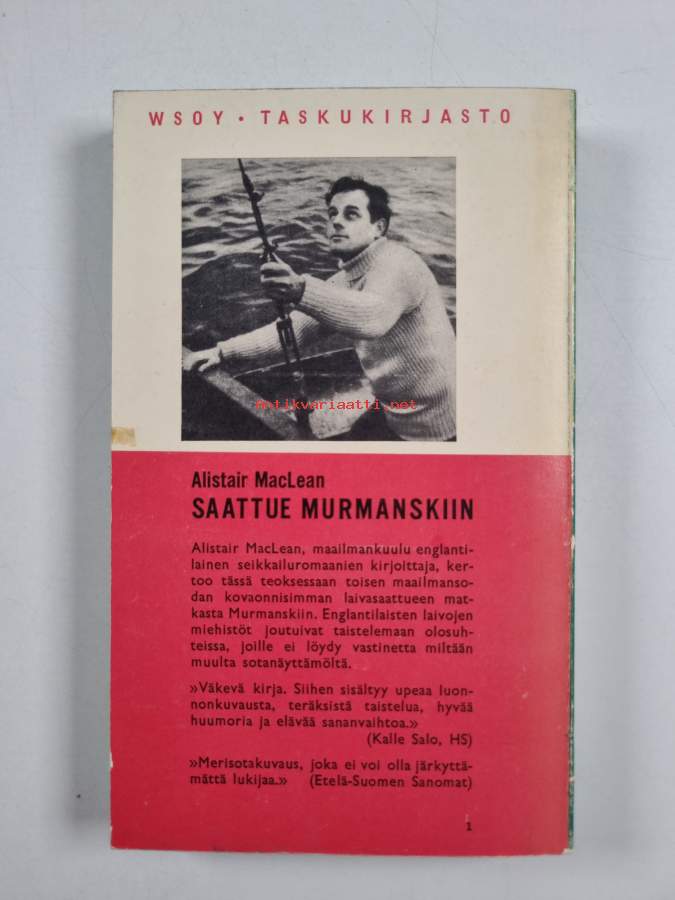 WSOY • TASKUKIRJASTO
antikvariaatti.net
Alistair MacLean
SAATTUE MURMANSKIIN
Alistair MacLean, maailmankuulu englanti-
lainen seikkailuromaanien kirjoittaja, ker-
too tässä teoksessaan toisen maailmanso-
dan kovaonnisimman laivasaattueen mat-
kasta Murmanskiin. Englantilaisten laivojen
miehistöt joutuivat taistelemaan olosuh-
teissa, joille ei löydy vastinetta miltään
muulta sotanäyttämöltä.
»Väkevä kirja. Siihen sisältyy upeaa luon-
nonkuvausta, teräksistä taistelua, hyvää
huumoria ja elävää sananvaihtoa.»
(Kalle Salo, HS)
»Merisotakuvaus, joka ei voi olla järkyttä-
mättä lukijaa.» (Etelä-Suomen Sanomat)
1